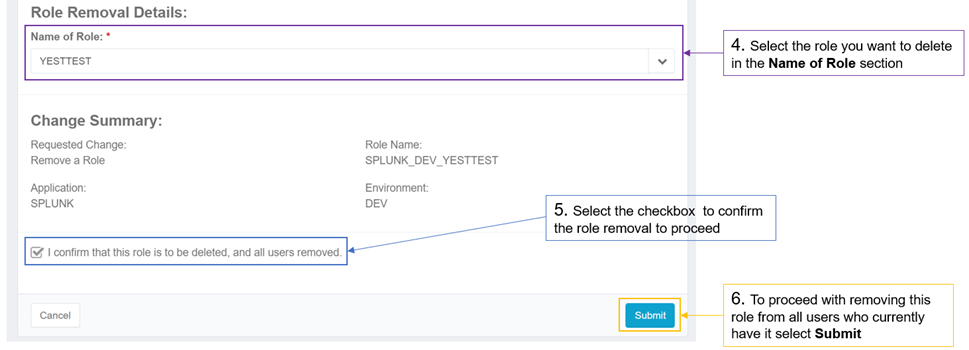 Role Removal Details:
Name of Role: *
YESTTEST
4. Select the role you want to delete
in the Name of Role section
Change Summary:
Requested Change:
Remove a Role
Role Name:
SPLUNK_DEV_YESTTEST
Application:
SPLUNK
Environment:
DEV
5. Select the checkbox to confirm
the role removal to proceed
I confirm that this role is to be deleted, and all users removed.
Cancel
Submit
6. To proceed with removing this
role from all users who currently
have it select Submit